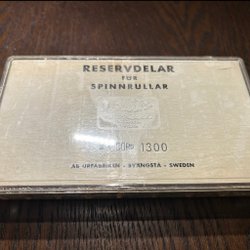 RESERVDELAR
FÖR
SPINNRULLAR
1300
AB URFABRIKEN - SVÄNGSTA - SWEDEN